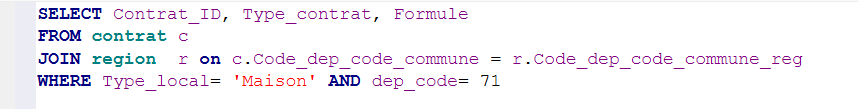 SELECT Contrat_ID, Type_contrat, Formule
FROM contrat c
JOIN region  r on c.Code_dep_code_commune = r.Code_dep_code_commune_reg
WHERE Type_local= 'Maison' AND dep_code= 71